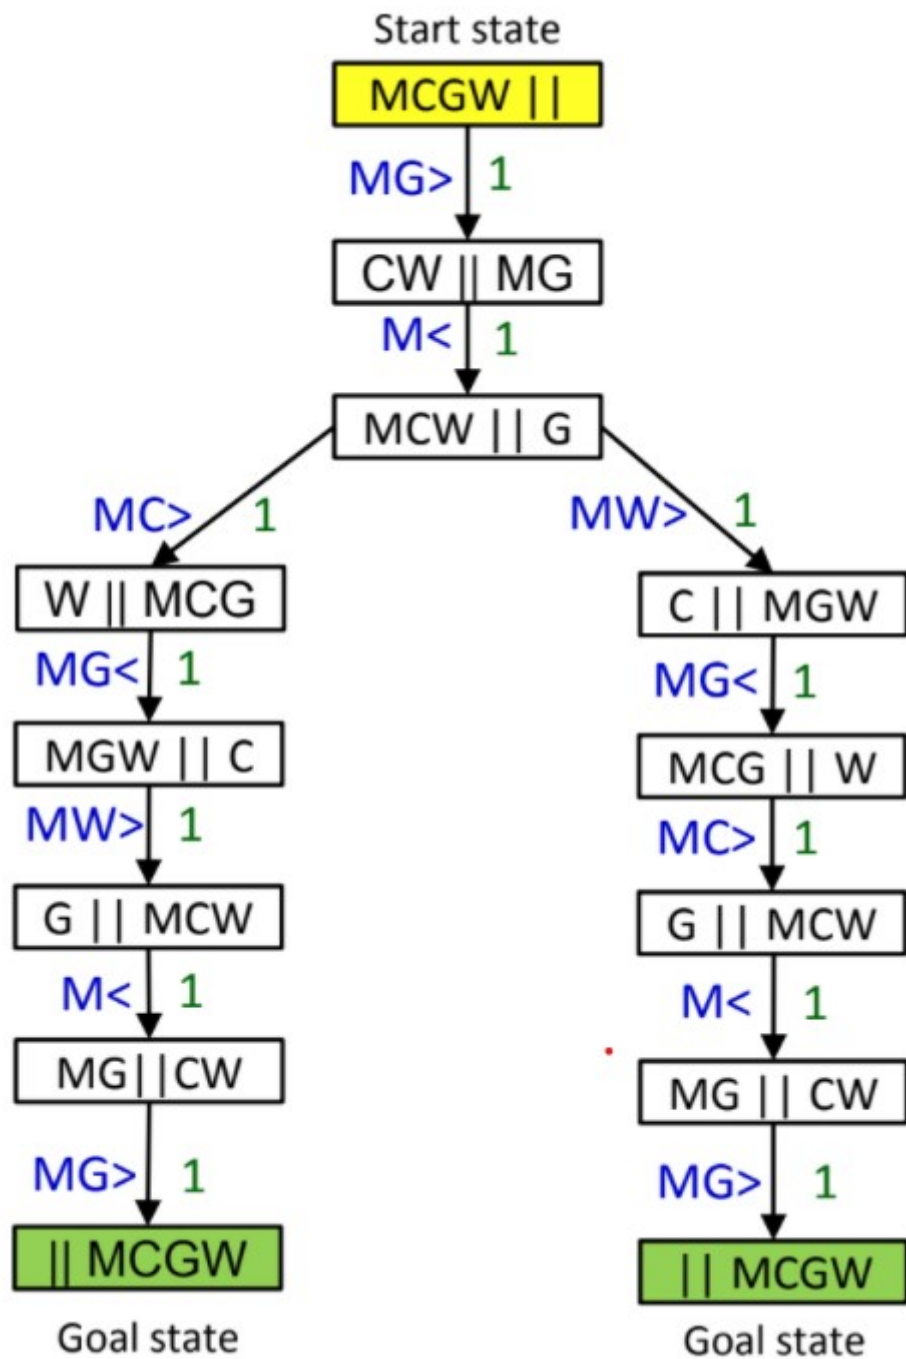 Start state
MCGW ||
MG> 1
CW || MG
M< 1
MCW || G
MC> 1
MW> 1
W || MCG
MG< 1
MGW || C
MW> 1
G || MCW
M< 1
MG||CW
MG> 1
|| MCGW
Goal state
C || MGW
MG< 1
MCG || W
MC> 1
G || MCW
M< 1
MG || CW
MG> 1
|| MCGW
Goal state